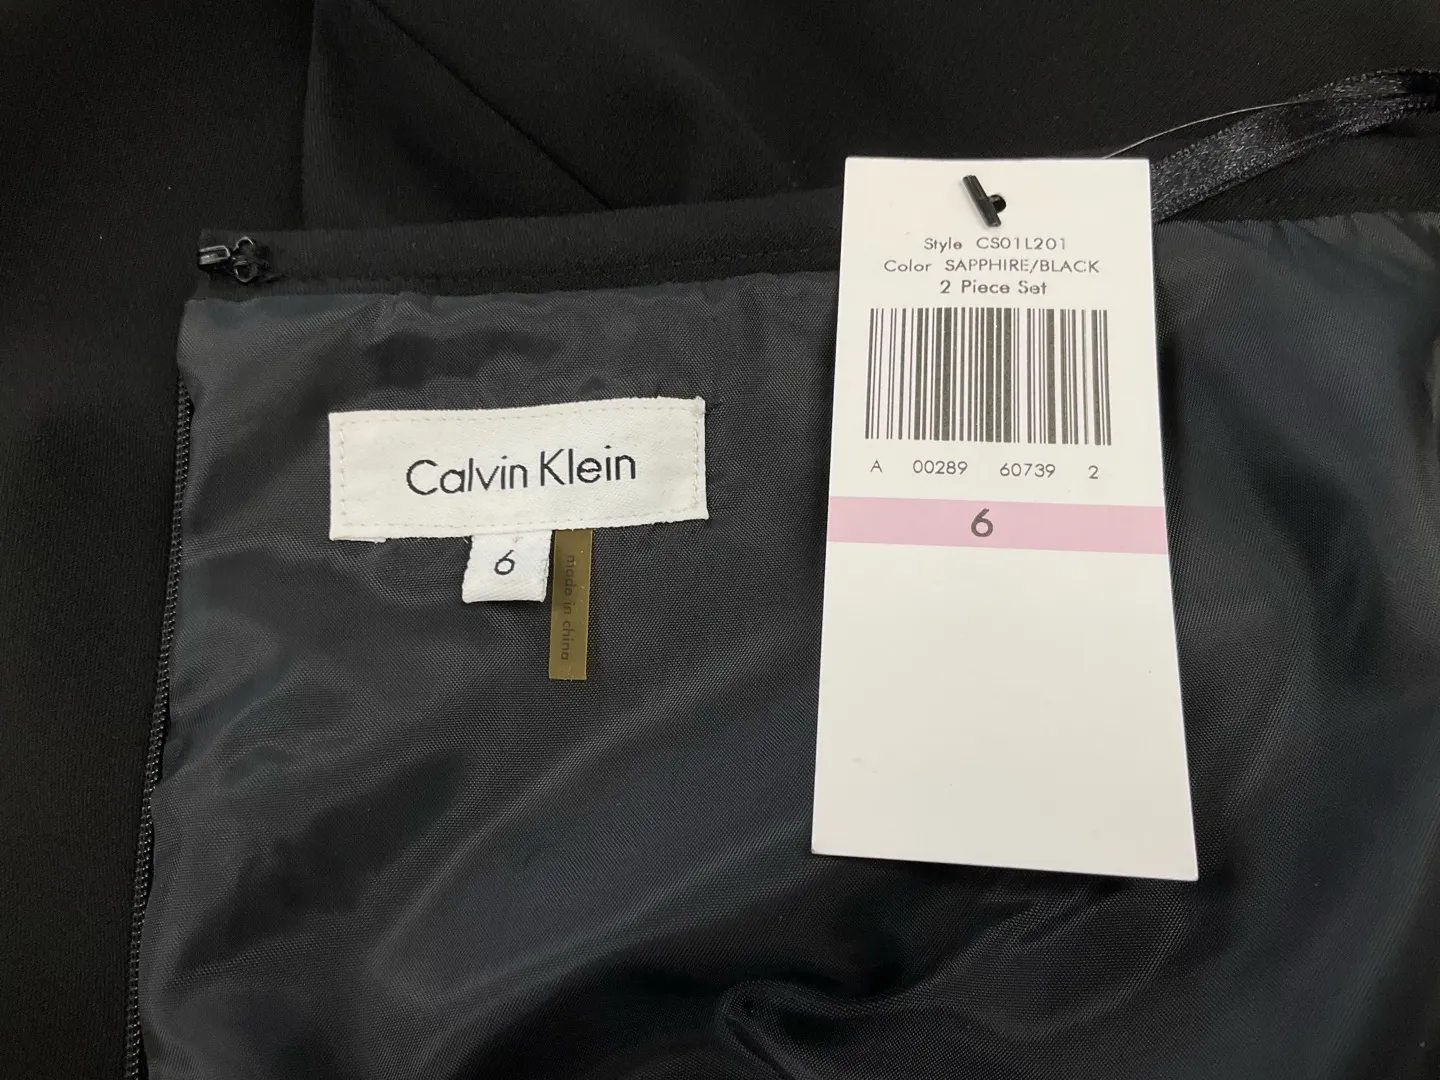 Calvin Klein
6
made in china
Style CS01L201
Color SAPPHIRE/BLACK
2 Piece Set
A 00289 60739 2
6